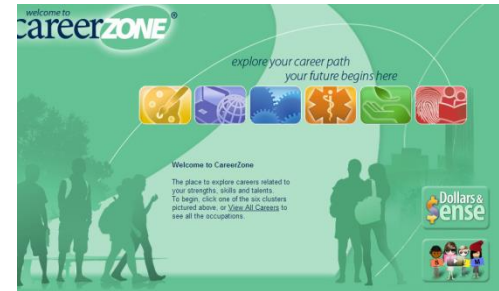 welcome to
careerzone®
explore your career path
your future begins here
Welcome to CareerZone
The place to explore careers related to
your strengths, skills and talents.
To begin, click one of the six clusters
pictured above, or View All Careers to
see all the occupations.
Dollars &
Sense
S T E M